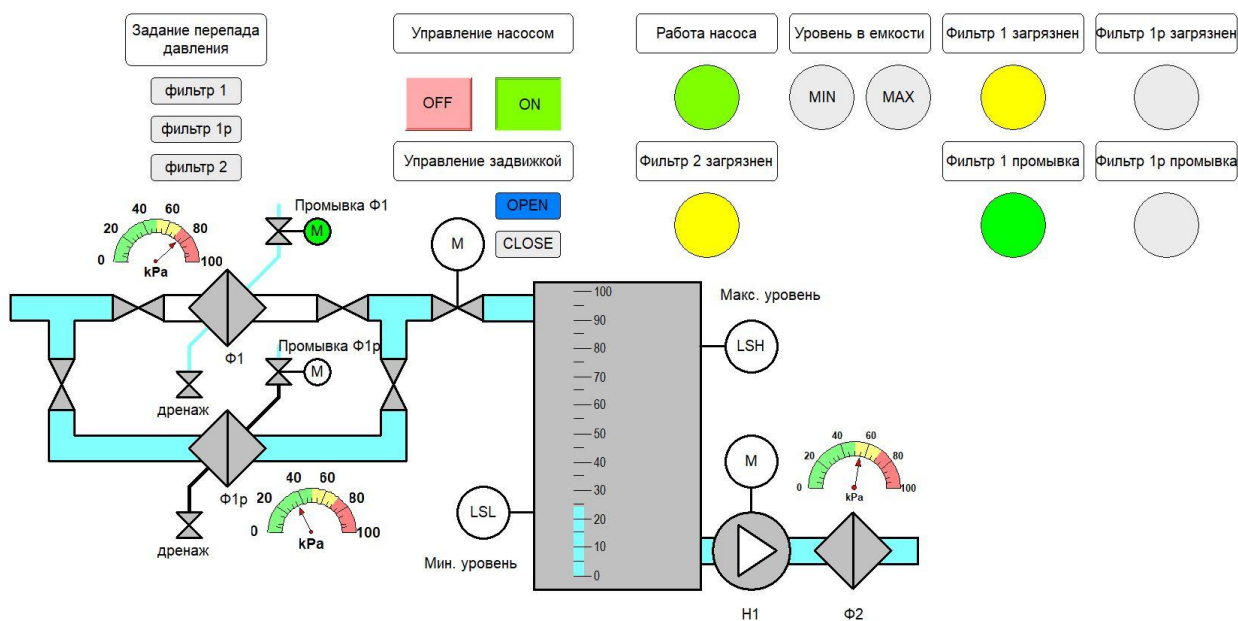 Задание перепада
давления
Управление насосом
Работа насоса
Уровень в емкости
Фильтр 1 загрязнен
Фильтр 1р загрязнен
фильтр 1
фильтр 1р
фильтр 2
OFF
ON
MIN
MAX
Управление задвижкой
Фильтр 2 загрязнен
Фильтр 1 промывка
Фильтр 1р промывка
OPEN
CLOSE
0
20
40
60
80
100
kPa
Промывка Ф1
M
M
Ф1
дренаж
Промывка Ф1р
M
Ф1р
дренаж
0
20
40
60
80
100
kPa
100
90
80
70
60
50
40
30
20
10
0
Макс. уровень
LSH
LSL
Мин. уровень
M
Н1
0
20
40
60
80
100
kPa
Ф2